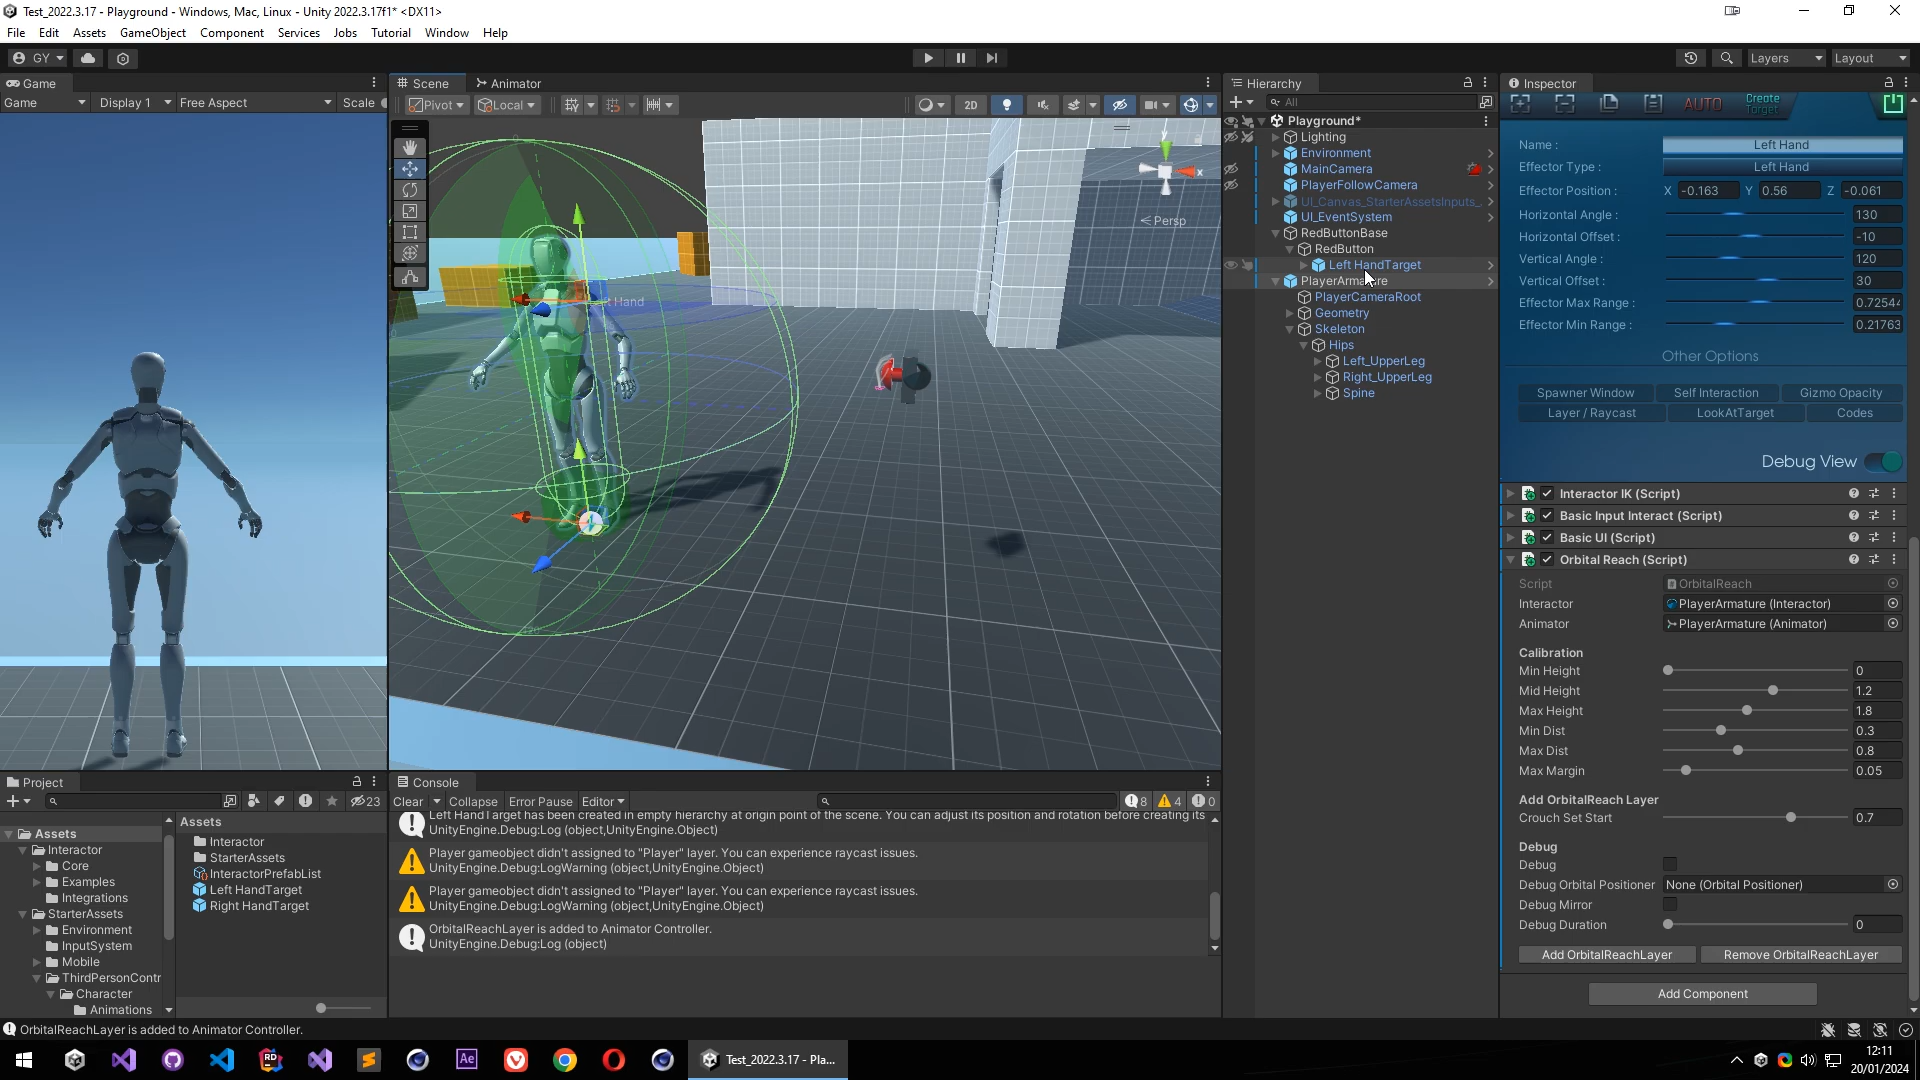 Test_2022.3.17 - Playground - Windows, Mac, Linux - Unity 2022.3.17f1* <DX11>
File Edit Assets GameObject Component Services Jobs Tutorial Window Help
GY
Layers
Layout
Game
Game
Display 1
Free Aspect
Scale
Scene
Animator
Pivot
Local
2D
y
x
Persp
Hand
Hierarchy
All
Playground*
Lighting
Environment
MainCamera
PlayerFollowCamera
UI_Canvas_StarterAssetsInputs_
UI_EventSystem
RedButtonBase
RedButton
Left HandTarget
PlayerArmature
PlayerCameraRoot
Geometry
Skeleton
Hips
Left_UpperLeg
Right_UpperLeg
Spine
Inspector
AUTO
Create Target
Name : Left Hand
Effector Type : Left Hand
Effector Position : X -0.163 Y 0.56 Z -0.061
Horizontal Angle : 130
Horizontal Offset : -10
Vertical Angle : 120
Vertical Offset : 30
Effector Max Range : 0.7254
Effector Min Range : 0.21763
Other Options
Spawner Window
Self Interaction
Gizmo Opacity
Layer / Raycast
LookAtTarget
Codes
Debug View
Interactor IK (Script)
Basic Input Interact (Script)
Basic UI (Script)
Orbital Reach (Script)
Script OrbitalReach
Interactor PlayerArmature (Interactor)
Animator PlayerArmature (Animator)
Calibration
Min Height 0
Mid Height 1.2
Max Height 1.8
Min Dist 0.3
Max Dist 0.8
Max Margin 0.05
Add OrbitalReach Layer
Crouch Set Start 0.7
Debug
Debug
Debug Orbital Positioner None (Orbital Positioner)
Debug Mirror
Debug Duration 0
Add OrbitalReachLayer
Remove OrbitalReachLayer
Add Component
Project
23
Assets
Interactor
Core
Examples
Integrations
StarterAssets
Environment
InputSystem
Mobile
ThirdPersonContr
Character
Animations
Assets
Interactor
StarterAssets
InteractorPrefabList
Left HandTarget
Right HandTarget
Console
Clear
Collapse
Error Pause
Editor
8
4
0
Left HandTarget has been created in empty hierarchy at origin point of the scene. You can adjust its position and rotation before creating its
UnityEngine.Debug:Log (object,UnityEngine.Object)
Player gameobject didn't assigned to "Player" layer. You can experience raycast issues.
UnityEngine.Debug:LogWarning (object,UnityEngine.Object)
Player gameobject didn't assigned to "Player" layer. You can experience raycast issues.
UnityEngine.Debug:LogWarning (object,UnityEngine.Object)
OrbitalReachLayer is added to Animator Controller.
UnityEngine.Debug:Log (object)
OrbitalReachLayer is added to Animator Controller.
RD
Ae
Test_2022.3.17 - Pla...
12:11
20/01/2024